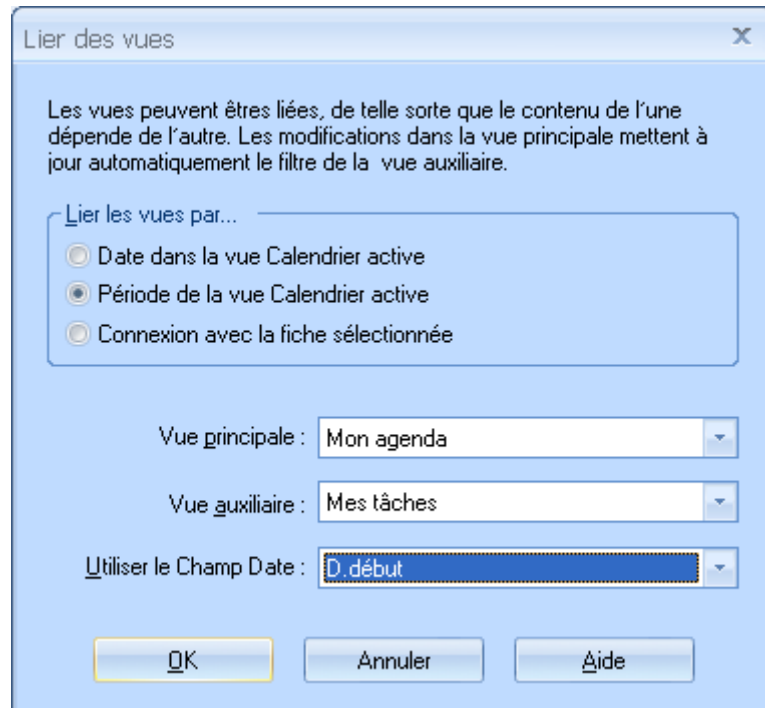 Lier des vues
x
Les vues peuvent êtres liées, de telle sorte que le contenu de l'une
dépende de l'autre. Les modifications dans la vue principale mettent à
jour automatiquement le filtre de la  vue auxiliaire.
Lier les vues par...
Date dans la vue Calendrier active
Période de la vue Calendrier active
Connexion avec la fiche sélectionnée
Vue principale : Mon agenda
Vue auxiliaire : Mes tâches
Utiliser le Champ Date : D.début
OK Annuler Aide